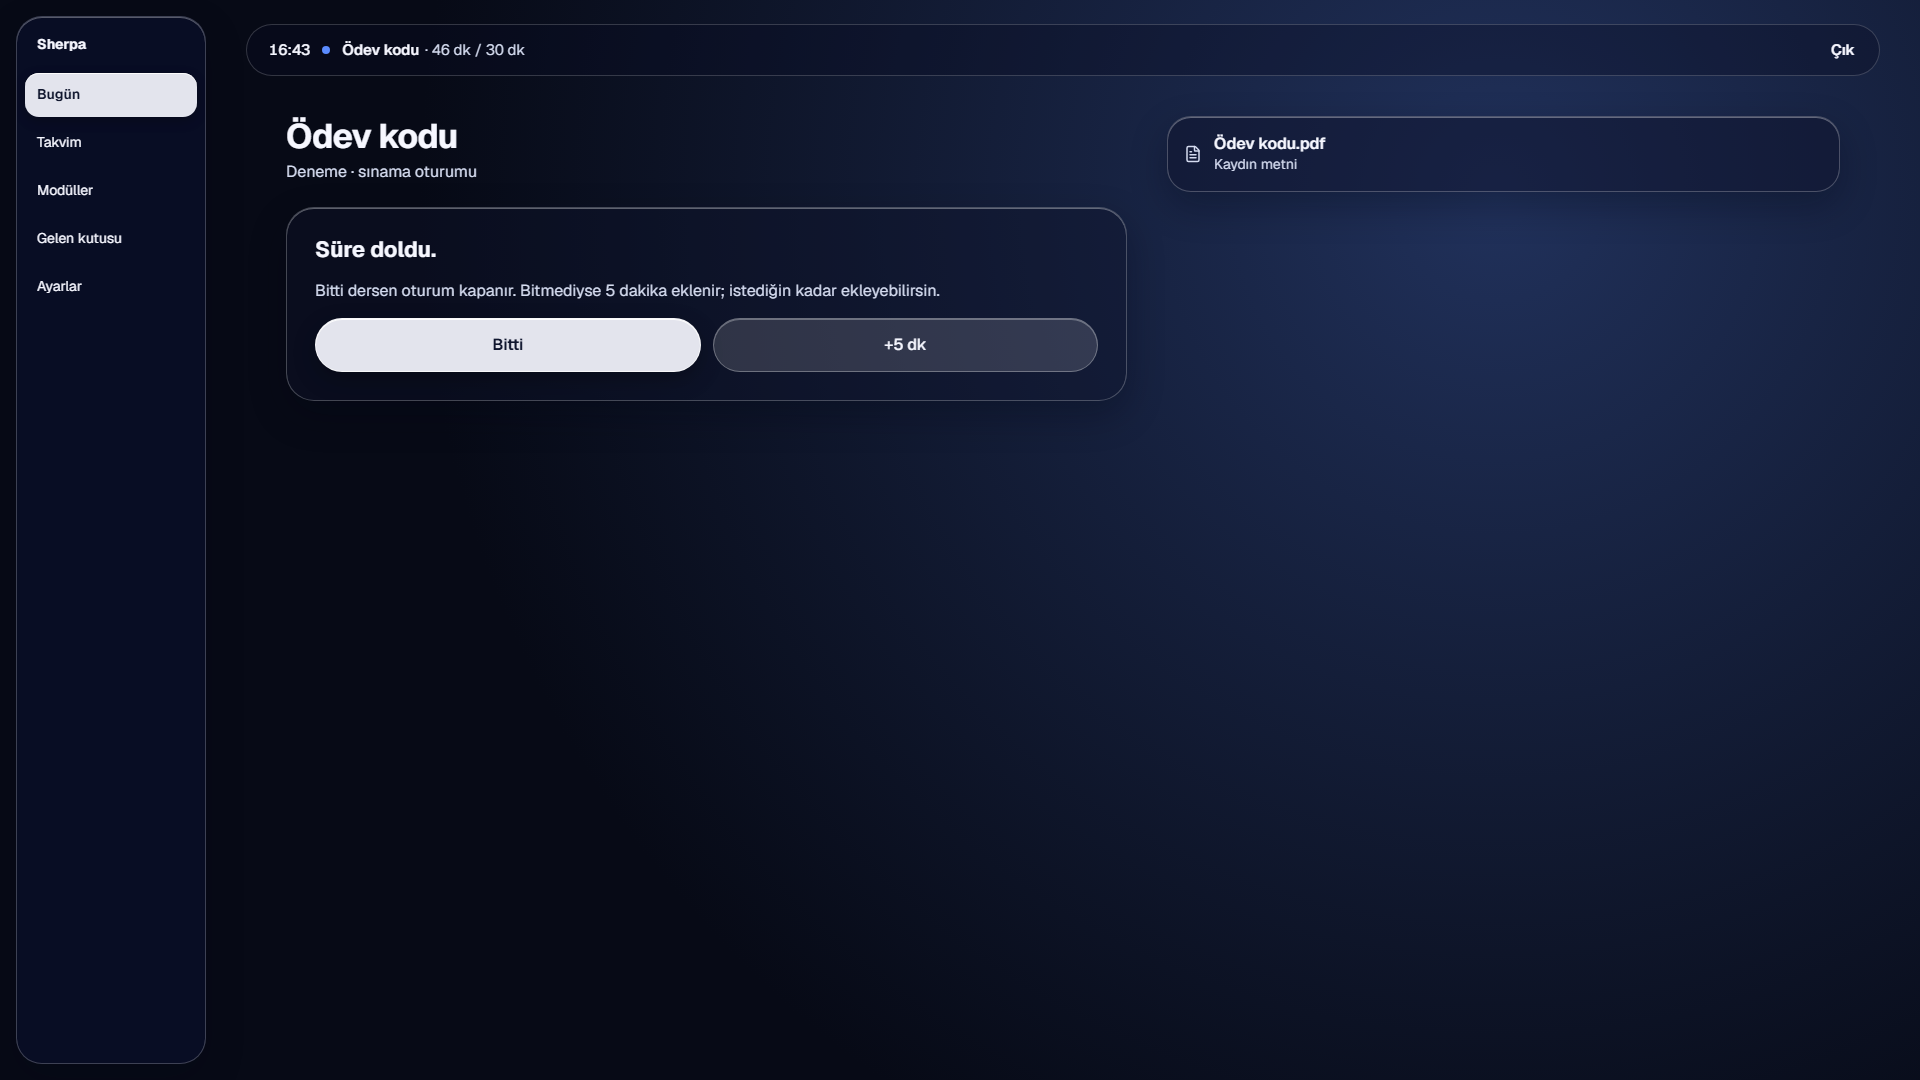 Sherpa
Bugün
Takvim
Modüller
Gelen kutusu
Ayarlar
16:43 Ödev kodu · 46 dk / 30 dk
Çık
Ödev kodu
Deneme · sınama oturumu
Süre doldu.
Bitti dersen oturum kapanır. Bitmediyse 5 dakika eklenir; istediğin kadar ekleyebilirsin.
Bitti
+5 dk
Ödev kodu.pdf
Kaydın metni